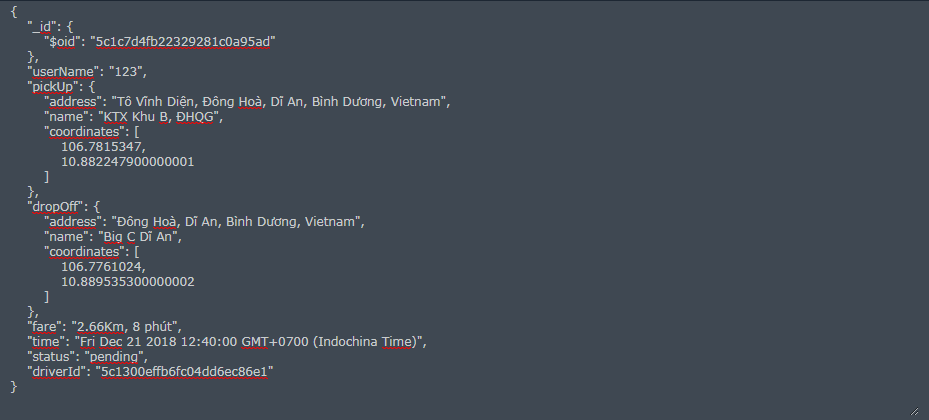 {
"_id": {
"$oid": "5c1c7d4fb22329281c0a95ad"
},
"userName": "123",
"pickUp": {
"address": "Tô Vĩnh Diện, Đông Hoà, Dĩ An, Bình Dương, Vietnam",
"name": "KTX Khu B, ĐHQG",
"coordinates": [
106.7815347,
10.882247900000001
]
},
"dropOff": {
"address": "Đông Hoà, Dĩ An, Bình Dương, Vietnam",
"name": "Big C Dĩ An",
"coordinates": [
106.7761024,
10.889535300000002
]
},
"fare": "2.66Km, 8 phút",
"time": "Fri Dec 21 2018 12:40:00 GMT+0700 (Indochina Time)",
"status": "pending",
"driverId": "5c1300effb6fc04dd6ec86e1"
}